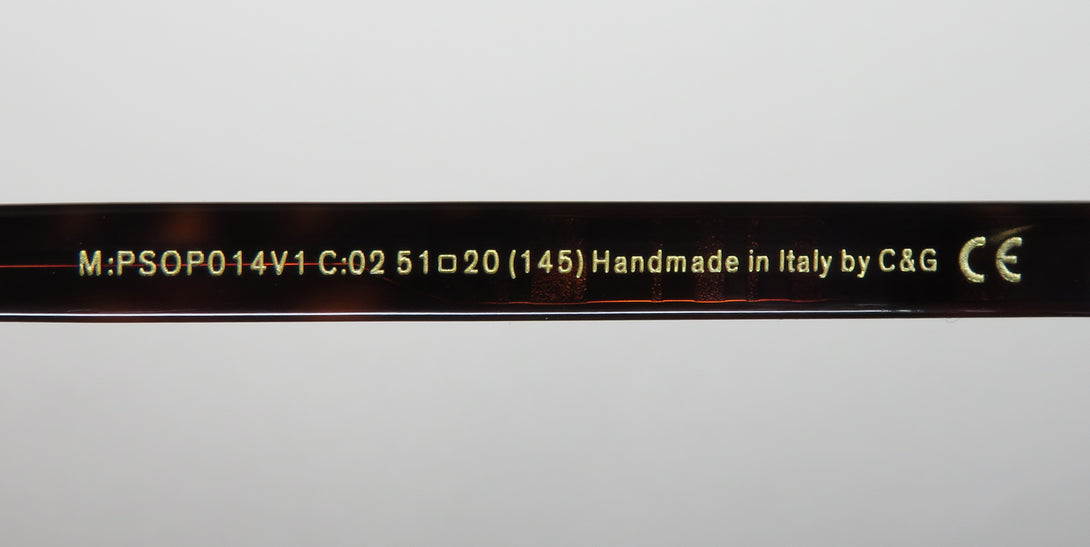 M:PSOP014V1 C:02 51□20 (145) Handmade in Italy by C&G CE